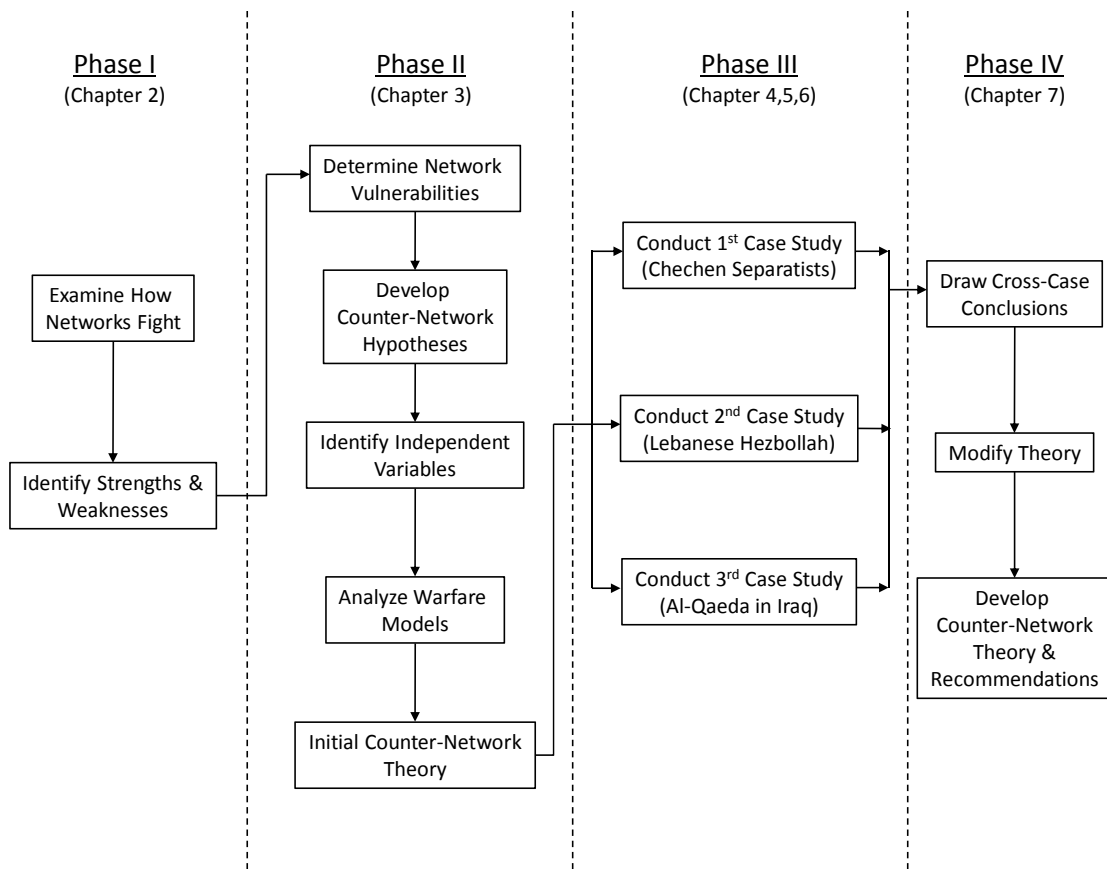 Phase I
(Chapter 2)
Examine How
Networks Fight
Identify Strengths &
Weaknesses
Phase II
(Chapter 3)
Determine Network
Vulnerabilities
Develop
Counter-Network
Hypotheses
Identify Independent
Variables
Analyze Warfare
Models
Initial Counter-Network
Theory
Phase III
(Chapter 4,5,6)
Conduct 1st Case Study
(Chechen Separatists)
Conduct 2nd Case Study
(Lebanese Hezbollah)
Conduct 3rd Case Study
(Al-Qaeda in Iraq)
Phase IV
(Chapter 7)
Draw Cross-Case
Conclusions
Modify Theory
Develop
Counter-Network
Theory &
Recommendations